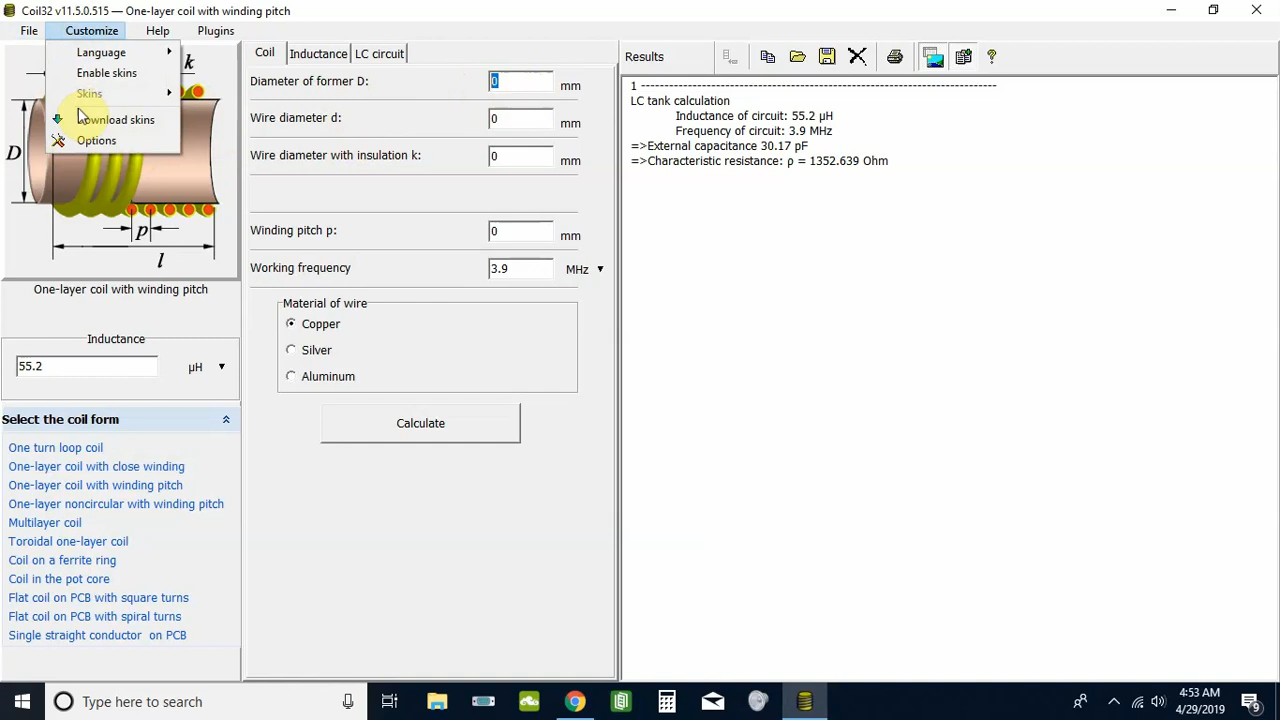 Coil32 v11.5.0.515 — One-layer coil with winding pitch
File Customize Help Plugins
Language
Enable skins
Skins
Download skins
Options
k
D
p
l
One-layer coil with winding pitch
Inductance
55.2 µH
Select the coil form
One turn loop coil
One-layer coil with close winding
One-layer coil with winding pitch
One-layer noncircular with winding pitch
Multilayer coil
Toroidal one-layer coil
Coil on a ferrite ring
Coil in the pot core
Flat coil on PCB with square turns
Flat coil on PCB with spiral turns
Single straight conductor on PCB
Coil Inductance LC circuit
Diameter of former D: 0 mm
Wire diameter d: 0 mm
Wire diameter with insulation k: 0 mm
Winding pitch p: 0 mm
Working frequency 3.9 MHz
Material of wire
Copper
Silver
Aluminum
Calculate
Results
1 ----------------------------------------------------------------------
LC tank calculation
Inductance of circuit: 55.2 µH
Frequency of circuit: 3.9 MHz
=>External capacitance 30.17 pF
=>Characteristic resistance: ρ = 1352.639 Ohm
Type here to search
4:53 AM
4/29/2019
9